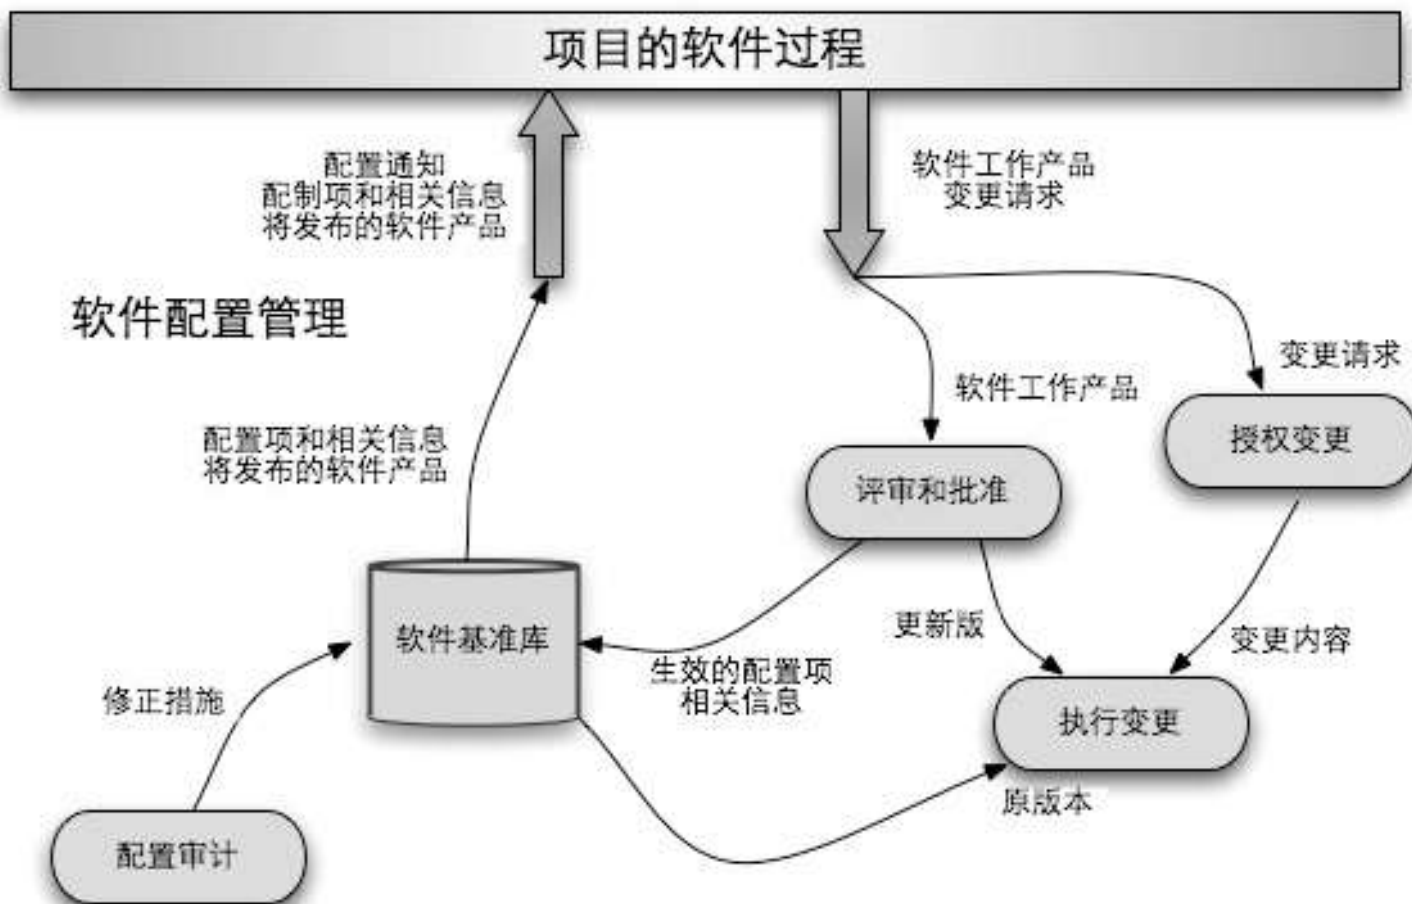 项目的软件过程
配置通知
配制项和相关信息
将发布的软件产品
软件工作产品
变更请求
软件配置管理
变更请求
软件工作产品
配置项和相关信息
将发布的软件产品
授权变更
评审和批准
软件基准库
更新版
变更内容
生效的配置项
相关信息
修正措施
执行变更
原版本
配置审计